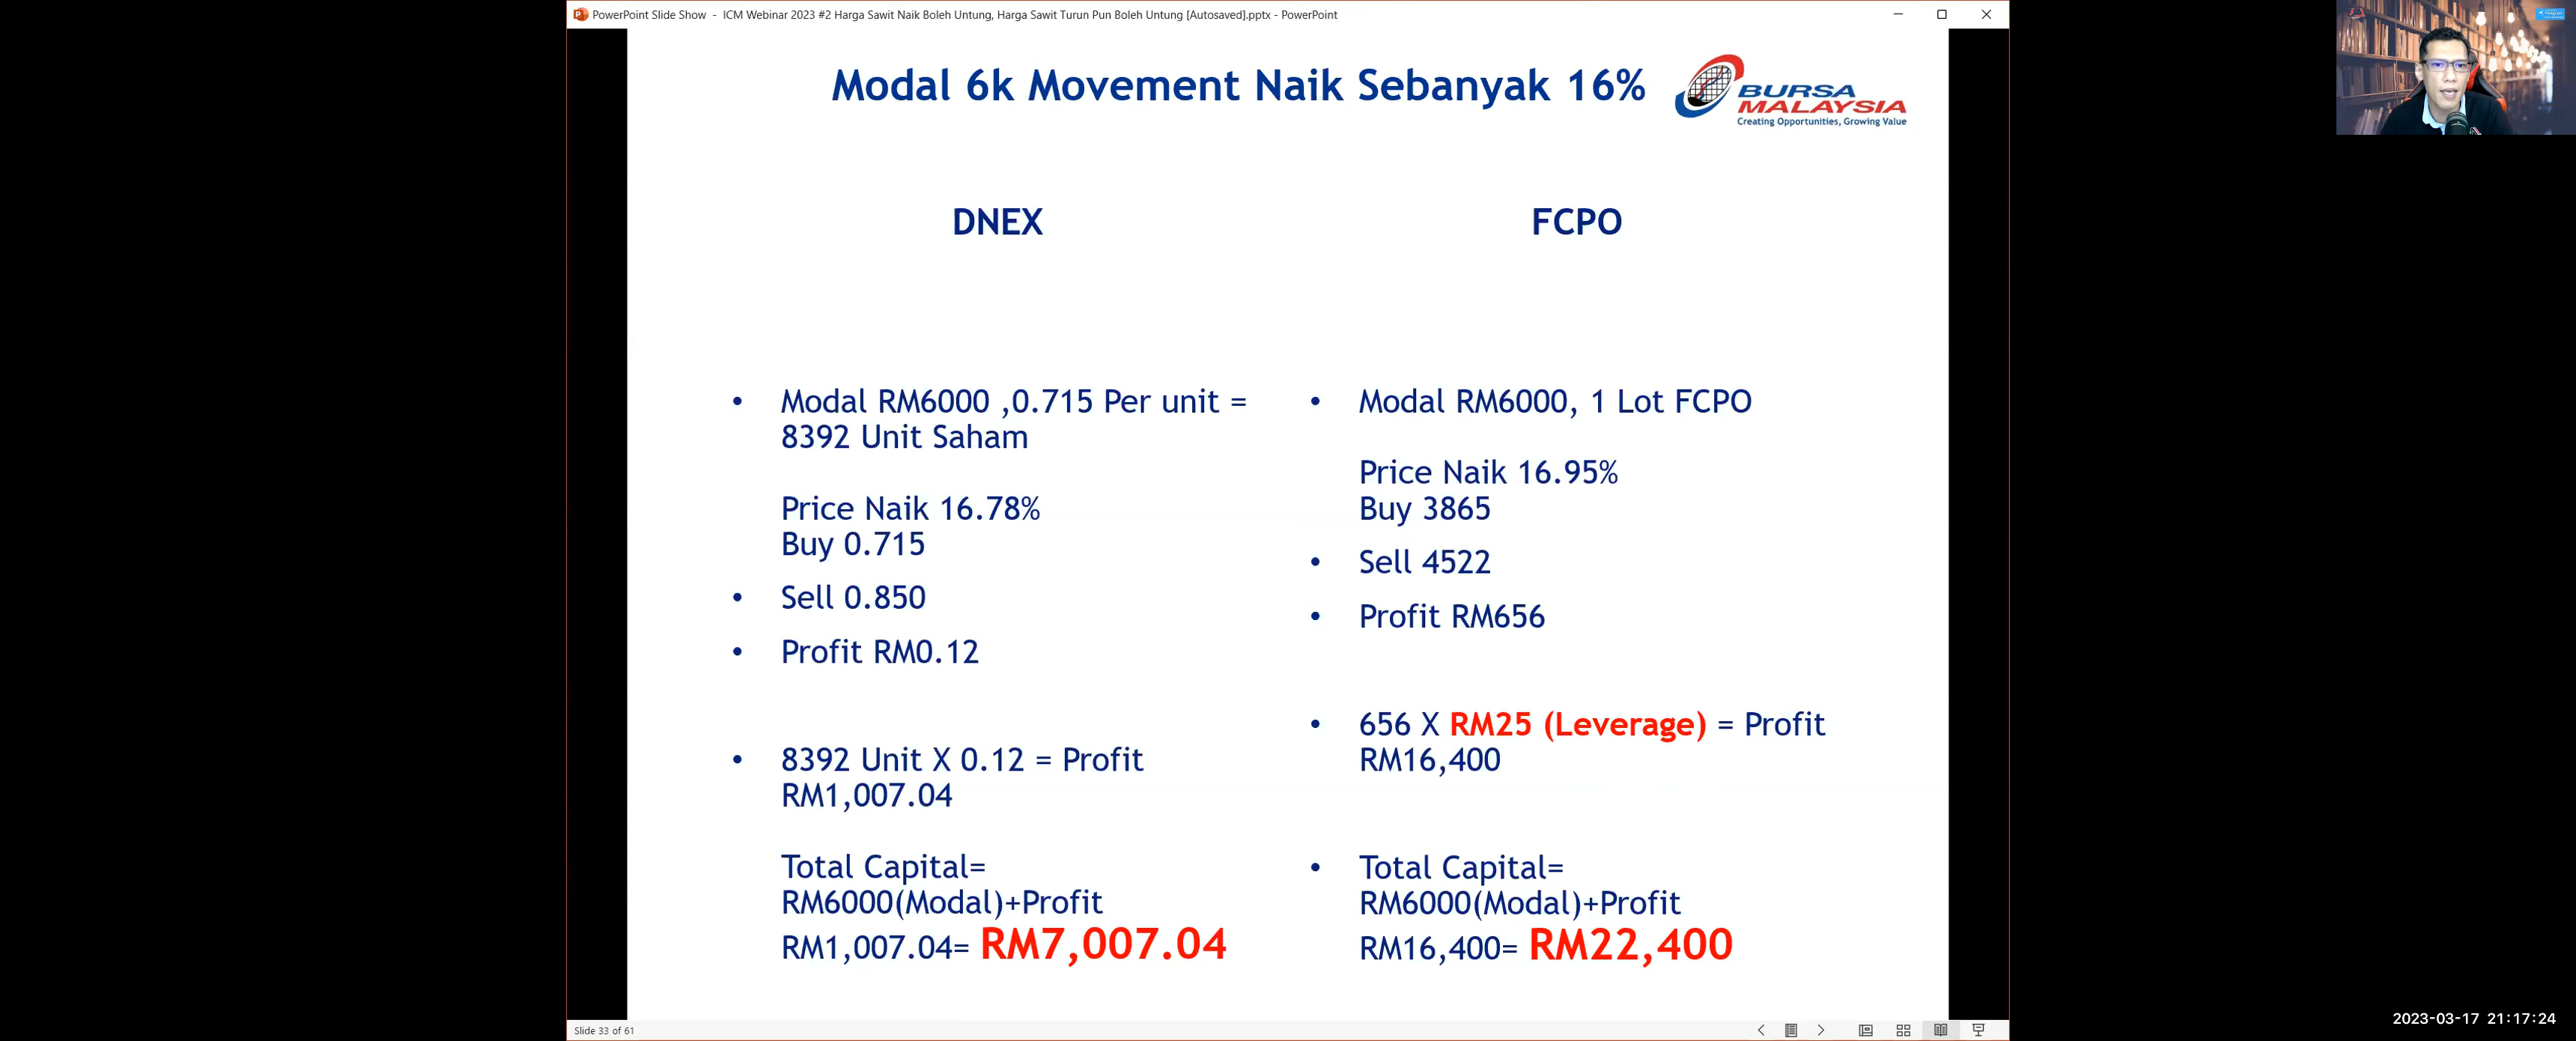 PowerPoint Slide Show - ICM Webinar 2023 #2 Harga Sawit Naik Boleh Untung, Harga Sawit Turun Pun Boleh Untung [Autosaved].pptx - PowerPoint
Modal 6k Movement Naik Sebanyak 16%
BURSA
MALAYSIA
Creating Opportunities, Growing Value
DNEX
• Modal RM6000 ,0.715 Per unit =
8392 Unit Saham
Price Naik 16.78%
Buy 0.715
• Sell 0.850
• Profit RM0.12
• 8392 Unit X 0.12 = Profit
RM1,007.04
Total Capital=
RM6000(Modal)+Profit
RM1,007.04= RM7,007.04
FCPO
• Modal RM6000, 1 Lot FCPO
Price Naik 16.95%
Buy 3865
• Sell 4522
• Profit RM656
• 656 X RM25 (Leverage) = Profit
RM16,400
• Total Capital=
RM6000(Modal)+Profit
RM16,400= RM22,400
Slide 33 of 61
2023-03-17 21:17:24